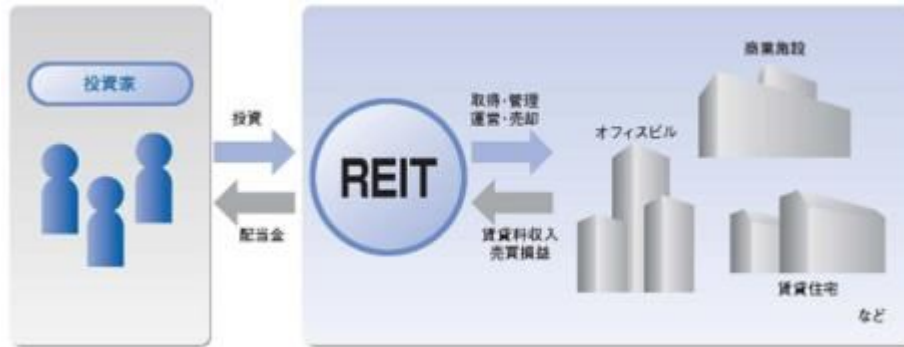 投資家
投資
配当金
REIT
取得・管理
運営・売却
賃貸料収入
売買損益
オフィスビル
商業施設
賃貸住宅
など